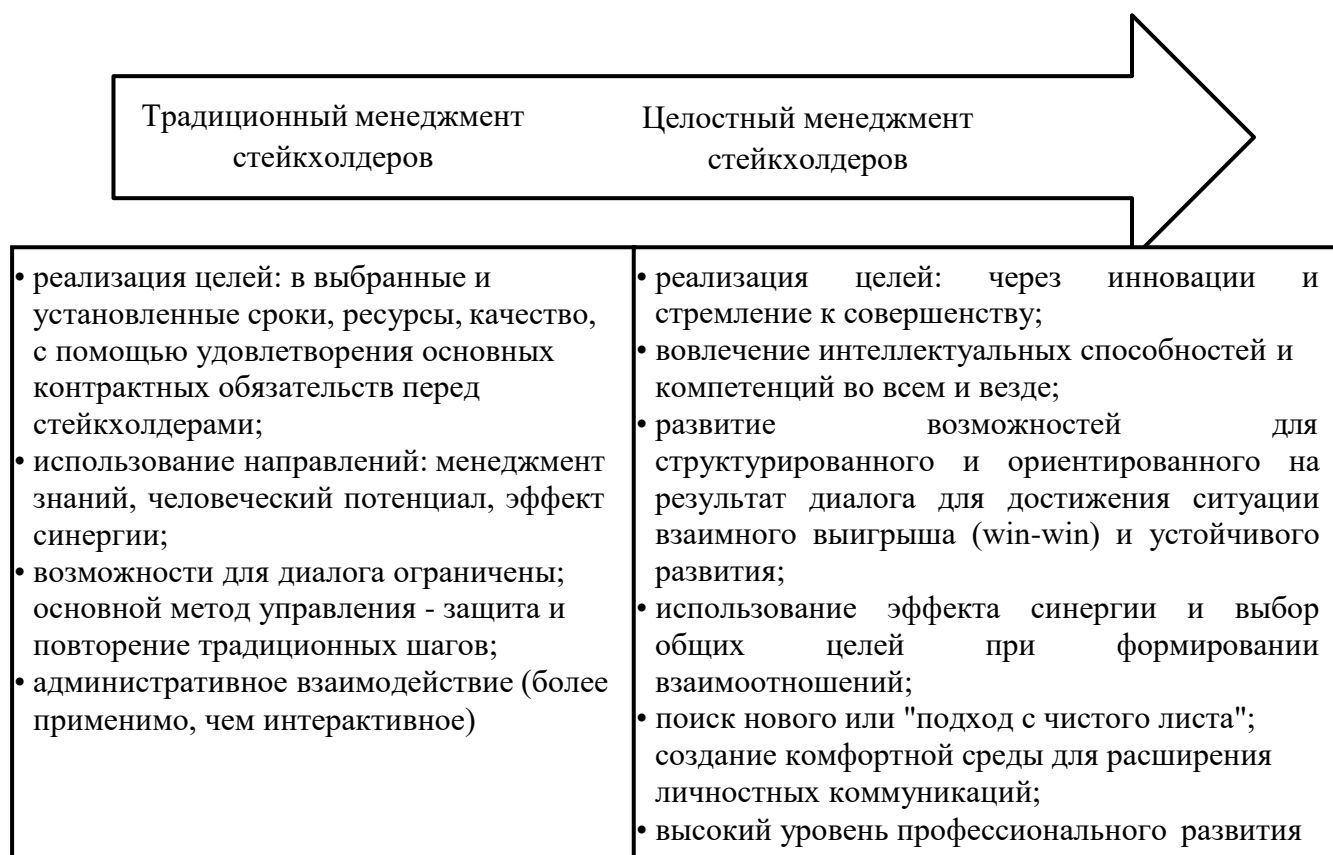 Традиционный менеджмент
стейкхолдеров
Целостный менеджмент
стейкхолдеров
• реализация целей: в выбранные и
установленные сроки, ресурсы, качество,
с помощью удовлетворения основных
контрактных обязательств перед
стейкхолдерами;
• использование направлений: менеджмент
знаний, человеческий потенциал, эффект
синергии;
• возможности для диалога ограничены;
основной метод управления - защита и
повторение традиционных шагов;
• административное взаимодействие (более
применимо, чем интерактивное)
• реализация целей: через инновации и
стремление к совершенству;
• вовлечение интеллектуальных способностей и
компетенций во всем и везде;
• развитие возможностей для
структурированного и ориентированного на
результат диалога для достижения ситуации
взаимного выигрыша (win-win) и устойчивого
развития;
• использование эффекта синергии и выбор
общих целей при формировании
взаимоотношений;
• поиск нового или "подход с чистого листа";
создание комфортной среды для расширения
личностных коммуникаций;
• высокий уровень профессионального развития